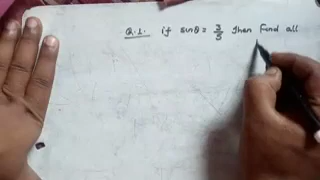 Q.1. if sinθ = 3/5 then find all